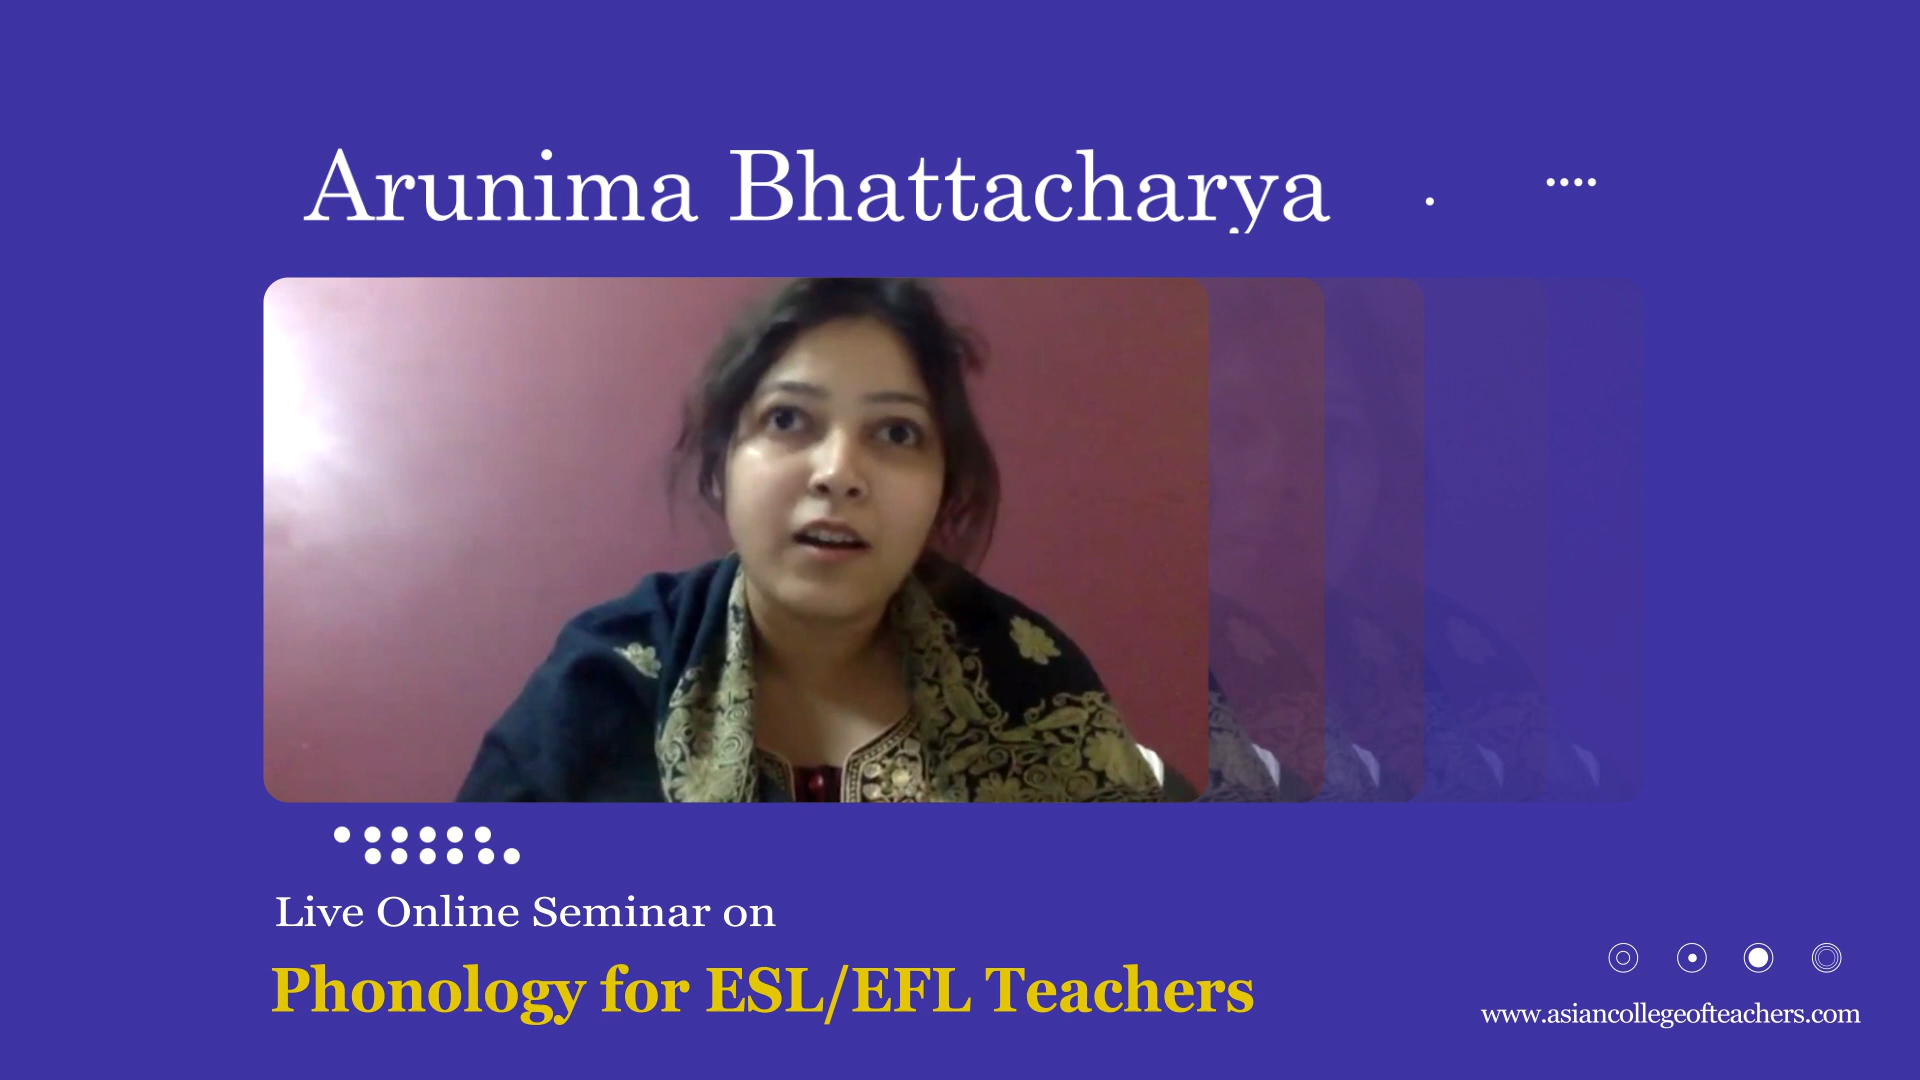 Arunima Bhattacharya
Live Online Seminar on
Phonology for ESL/EFL Teachers
www.asiancollegeofteachers.com